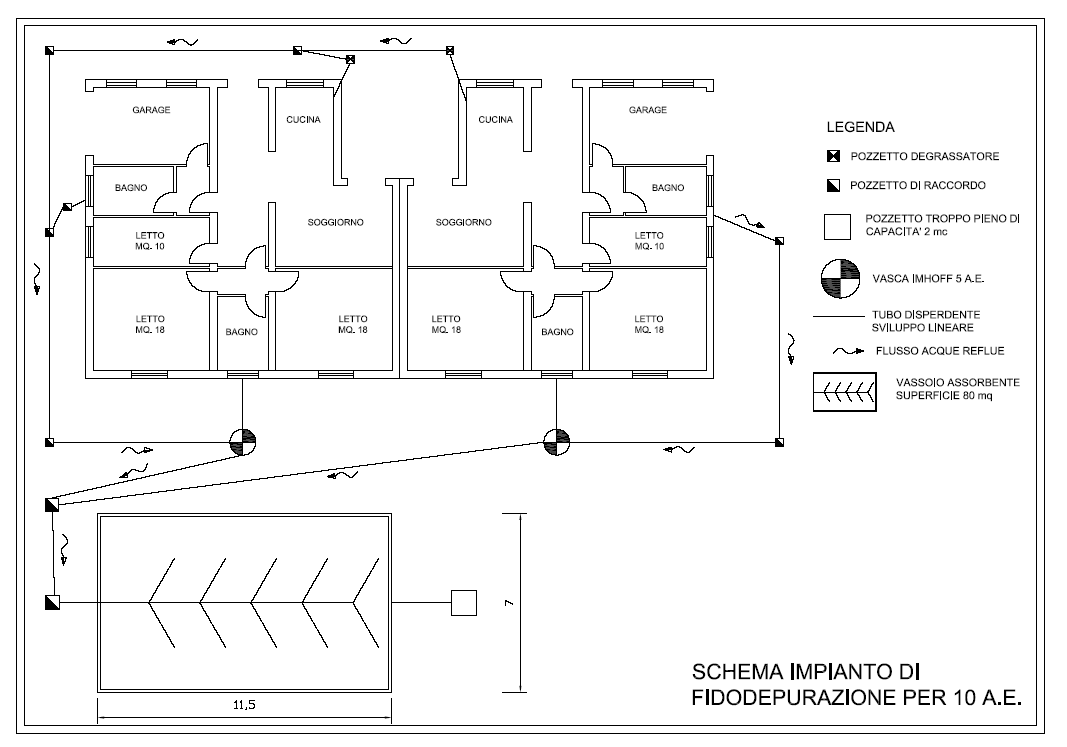 GARAGE
CUCINA
CUCINA
GARAGE
BAGNO
BAGNO
LETTO
MQ. 10
SOGGIORNO
SOGGIORNO
LETTO
MQ. 10
LETTO
MQ. 18
BAGNO
LETTO
MQ. 18
LETTO
MQ. 18
BAGNO
LETTO
MQ. 18
LEGENDA
POZZETTO DEGRASSATORE
POZZETTO DI RACCORDO
POZZETTO TROPPO PIENO DI
CAPACITA' 2 mc
VASCA IMHOFF 5 A.E.
TUBO DISPERDENTE
SVILUPPO LINEARE
FLUSSO ACQUE REFLUE
VASSOIO ASSORBENTE
SUPERFICIE 80 mq
7
11,5
SCHEMA IMPIANTO DI
FIDODEPURAZIONE PER 10 A.E.